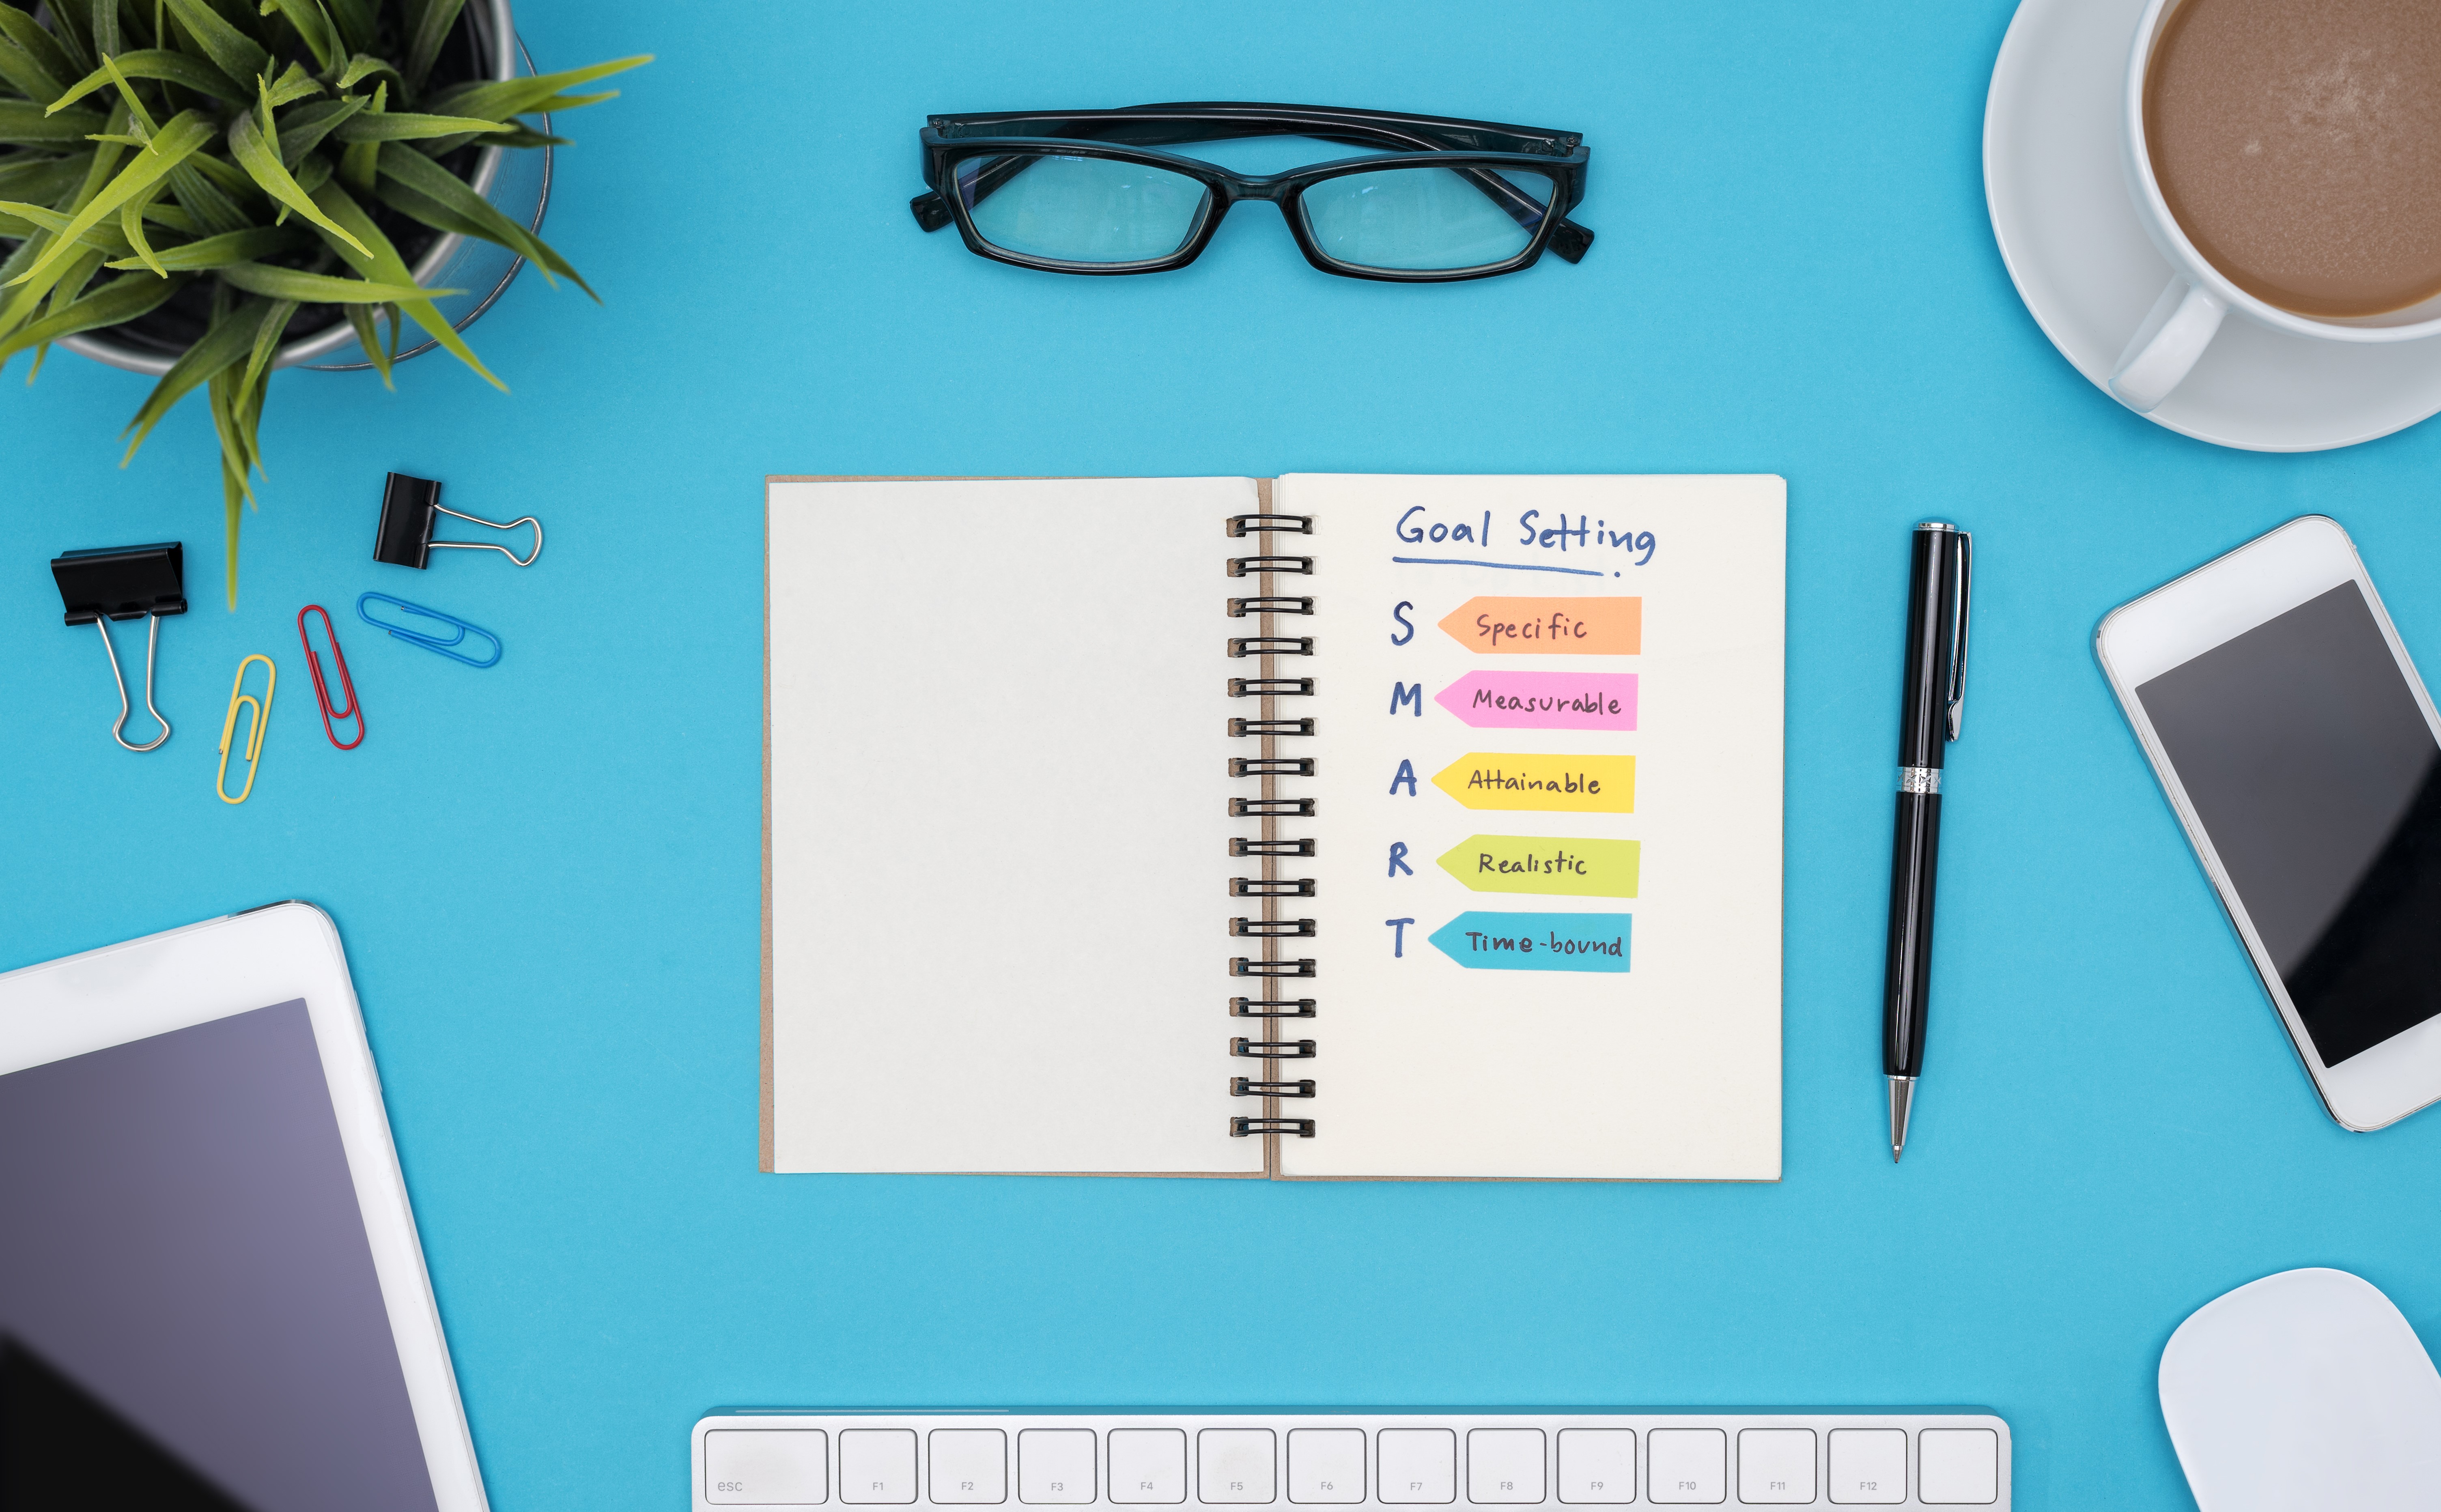 Goal Setting
S Specific
M Measurable
A Attainable
R Realistic
T Time-bound
esc F1 F2 F3 F4 F5 F6 F7 F8 F9 F10 F11 F12